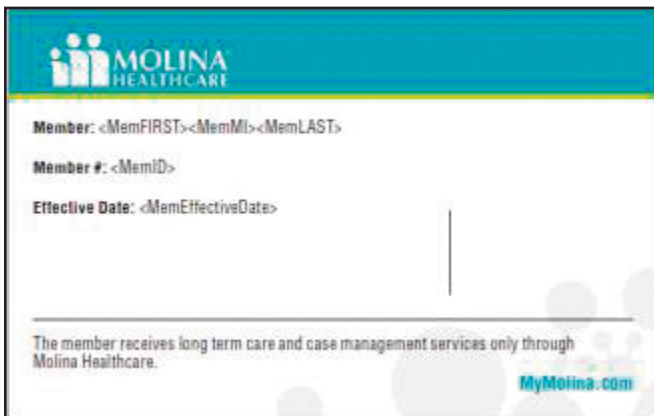 MOLINA
HEALTHCARE
Member: <MemFIRST><MemMI><MemLAST>
Member #: <MemID>
Effective Date: <MemEffectiveDate>
The member receives long term care and case management services only through
Molina Healthcare.
MyMolina.com